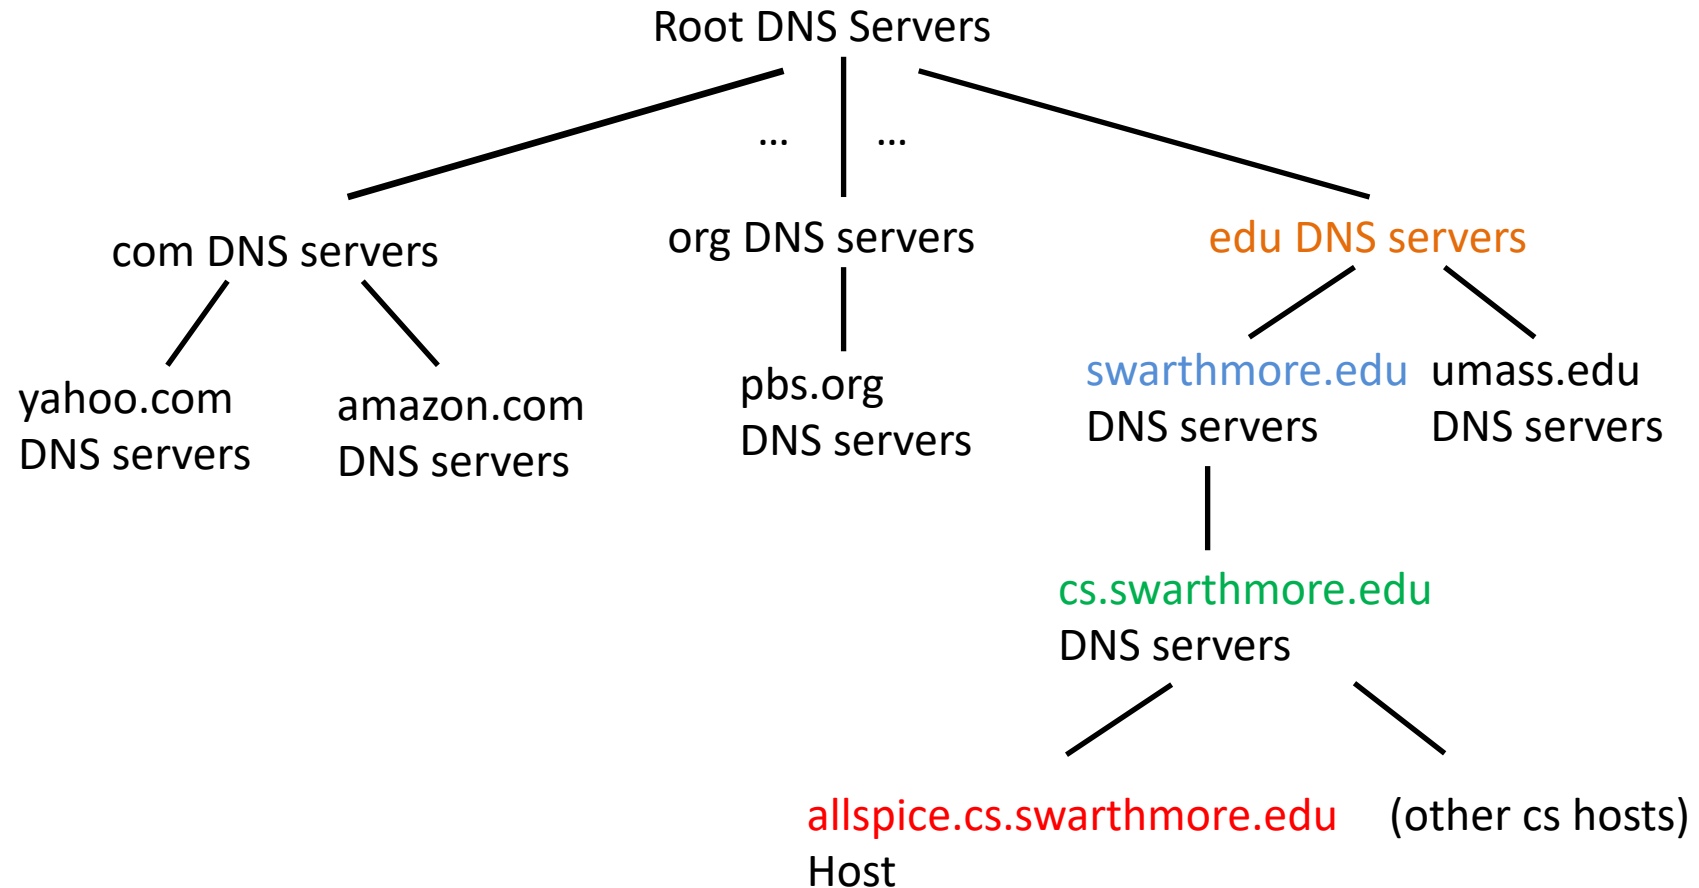 Root DNS Servers
... ...
com DNS servers
org DNS servers
edu DNS servers
yahoo.com
DNS servers
amazon.com
DNS servers
pbs.org
DNS servers
swarthmore.edu
DNS servers
umass.edu
DNS servers
cs.swarthmore.edu
DNS servers
allspice.cs.swarthmore.edu
Host
(other cs hosts)